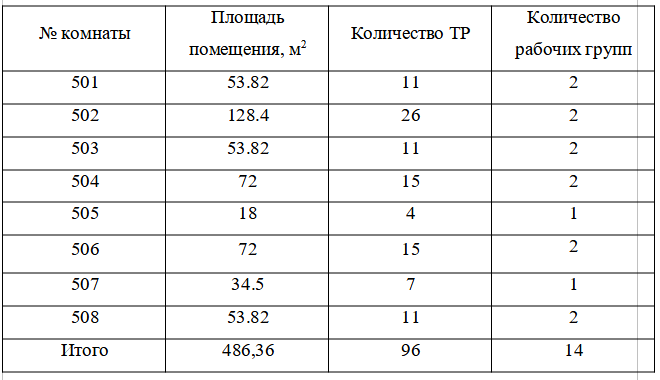 № комнаты Площадь помещения, м² Количество ТР Количество рабочих групп
501 53.82 11 2
502 128.4 26 2
503 53.82 11 2
504 72 15 2
505 18 4 1
506 72 15 2
507 34.5 7 1
508 53.82 11 2
Итого 486,36 96 14